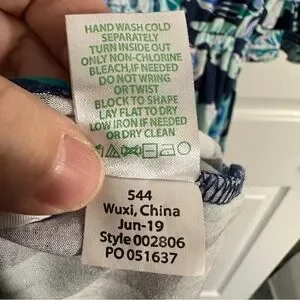 HAND WASH COLD
SEPARATELY
TURN INSIDE OUT
ONLY NON-CHLORINE
BLEACH,IF NEEDED
DO NOT WRING
OR TWIST
BLOCK TO SHAPE
LAY FLAT TO DRY
LOW IRON IF NEEDED
OR DRY CLEAN
544
Wuxi, China
Jun-19
Style 002806
PO 051637